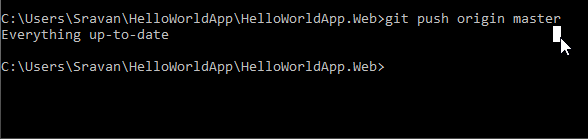 C:\Users\Sravan\HelloWorldApp\HelloWorldApp.Web>git push origin master
Everything up-to-date
C:\Users\Sravan\HelloWorldApp\HelloWorldApp.Web>